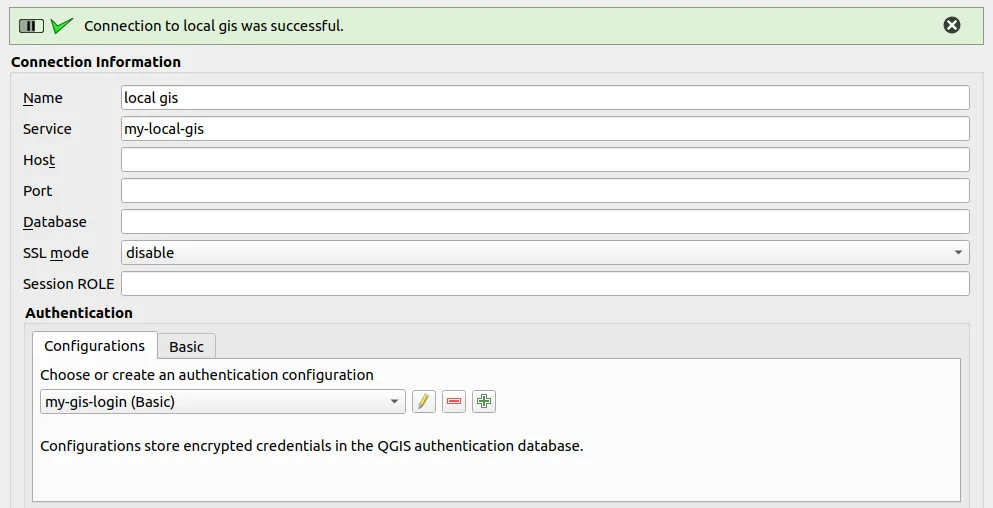 Connection to local gis was successful.
Connection Information
Name local gis
Service my-local-gis
Host
Port
Database
SSL mode disable
Session ROLE
Authentication
Configurations Basic
Choose or create an authentication configuration
my-gis-login (Basic)
Configurations store encrypted credentials in the QGIS authentication database.